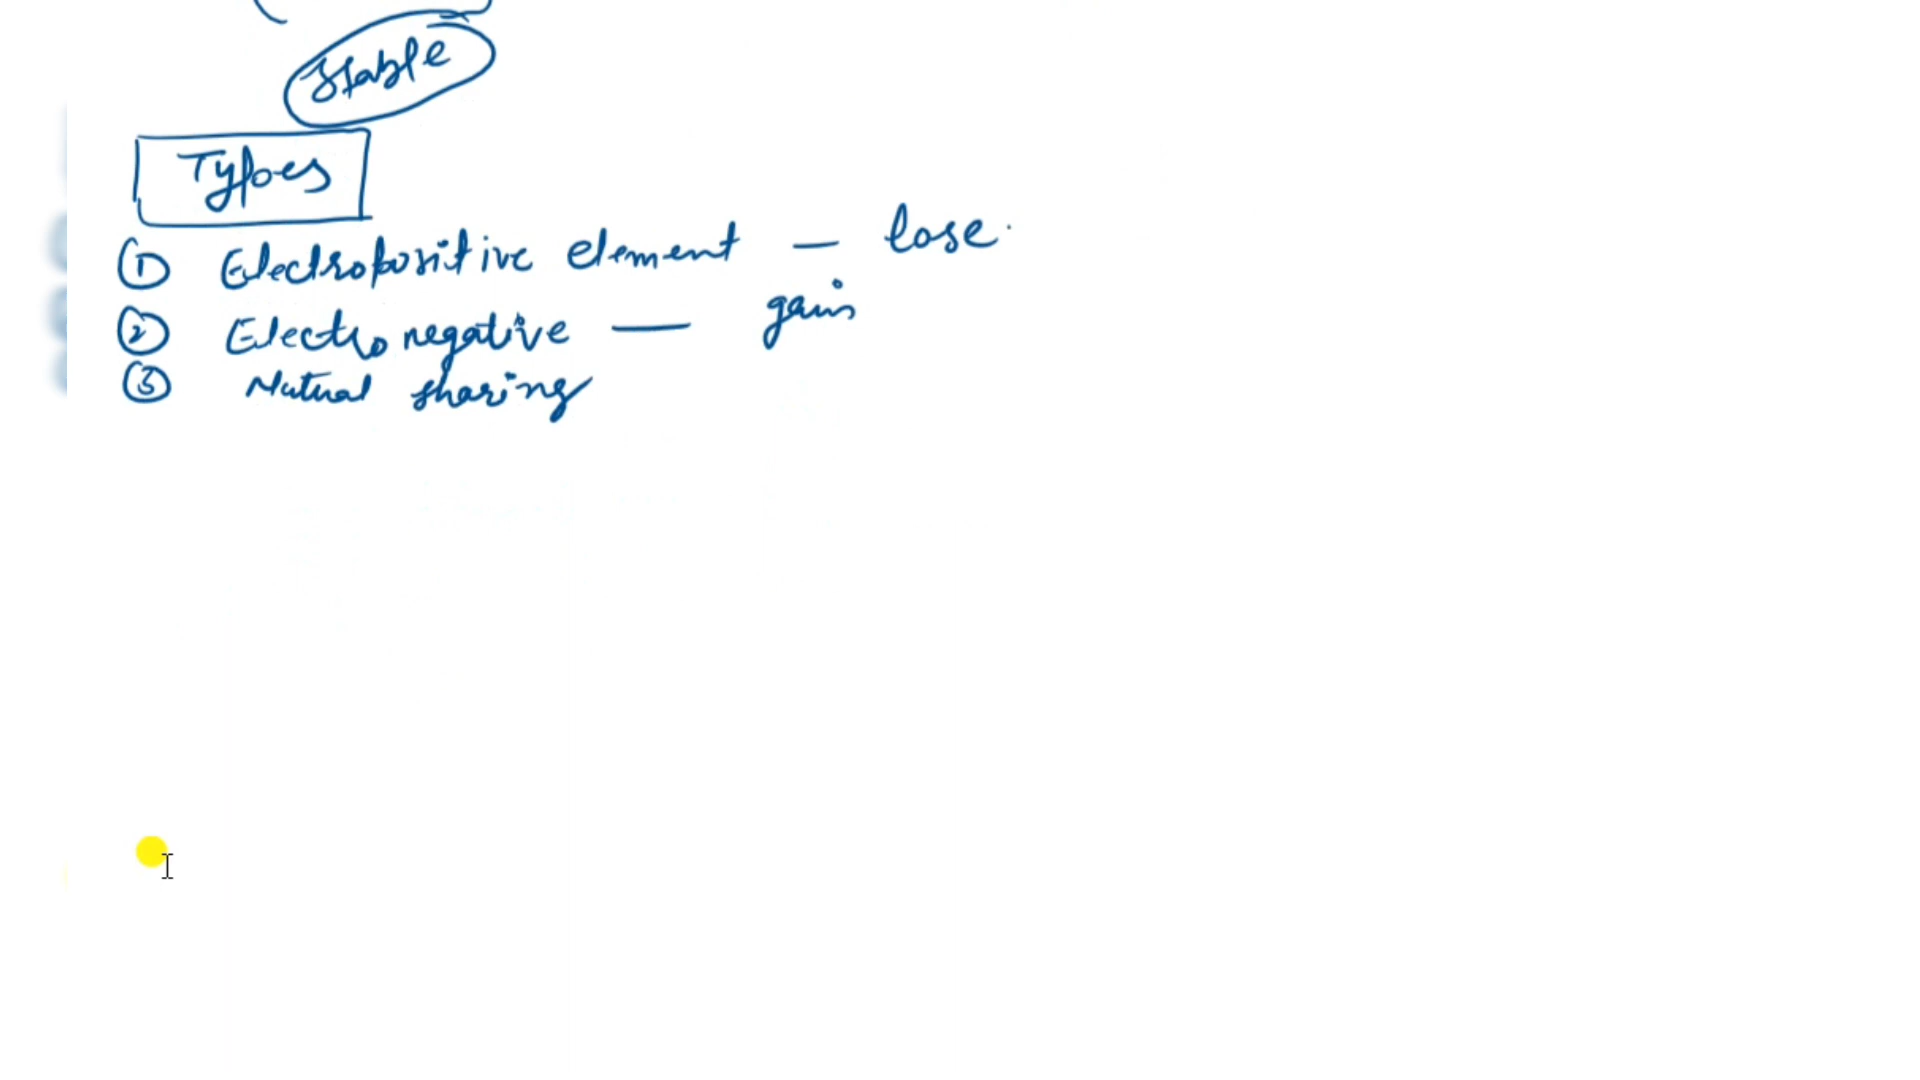 Stable
Types
① Electropositive element — lose.
② Electronegative — gain
③ Mutual sharing